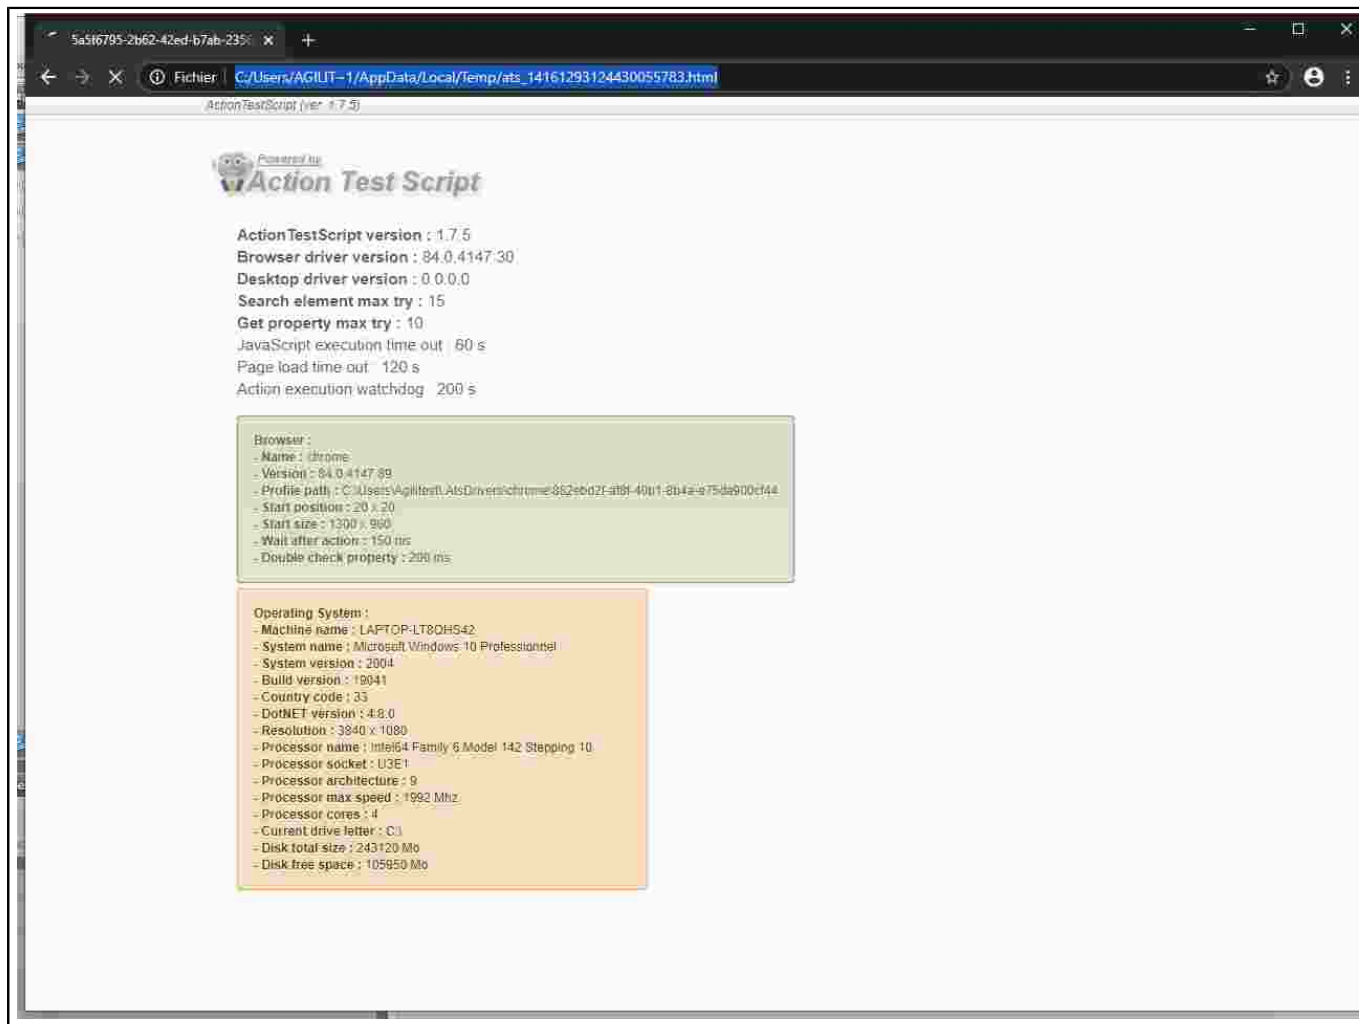 5a5f6795-2b62-42ed-b7ab-235
Fichier C:/Users/AGILIT~1/AppData/Local/Temp/ats_14161293124430055783.html
ActionTestScript (ver. 1.7.5)
Powered by
Action Test Script
ActionTestScript version : 1.7.5
Browser driver version : 84.0.4147.30
Desktop driver version : 0.0.0.0
Search element max try : 15
Get property max try : 10
JavaScript execution time out : 60 s
Page load time out : 120 s
Action execution watchdog : 200 s
Browser :
- Name : chrome
- Version : 84.0.4147.89
- Profile path : C:\Users\Agilitest\.AtsDrivers\chrome\
- Start position : 20 x 20
- Start size : 1300 x 960
- Wait after action : 150 ms
- Double check property : 200 ms
Operating System :
- Machine name :
- System name : Microsoft Windows 10 Professionnel
- System version : 2004
- Build version : 19041
- Country code : 33
- DotNET version : 4.8.0
- Resolution : 3840 x 1080
- Processor name : Intel64 Family 6 Model 142 Stepping 10
- Processor socket : U3E1
- Processor architecture : 9
- Processor max speed : 1992 Mhz
- Processor cores : 4
- Current drive letter : C:\
- Disk total size : 243120 Mo
- Disk free space : 105950 Mo